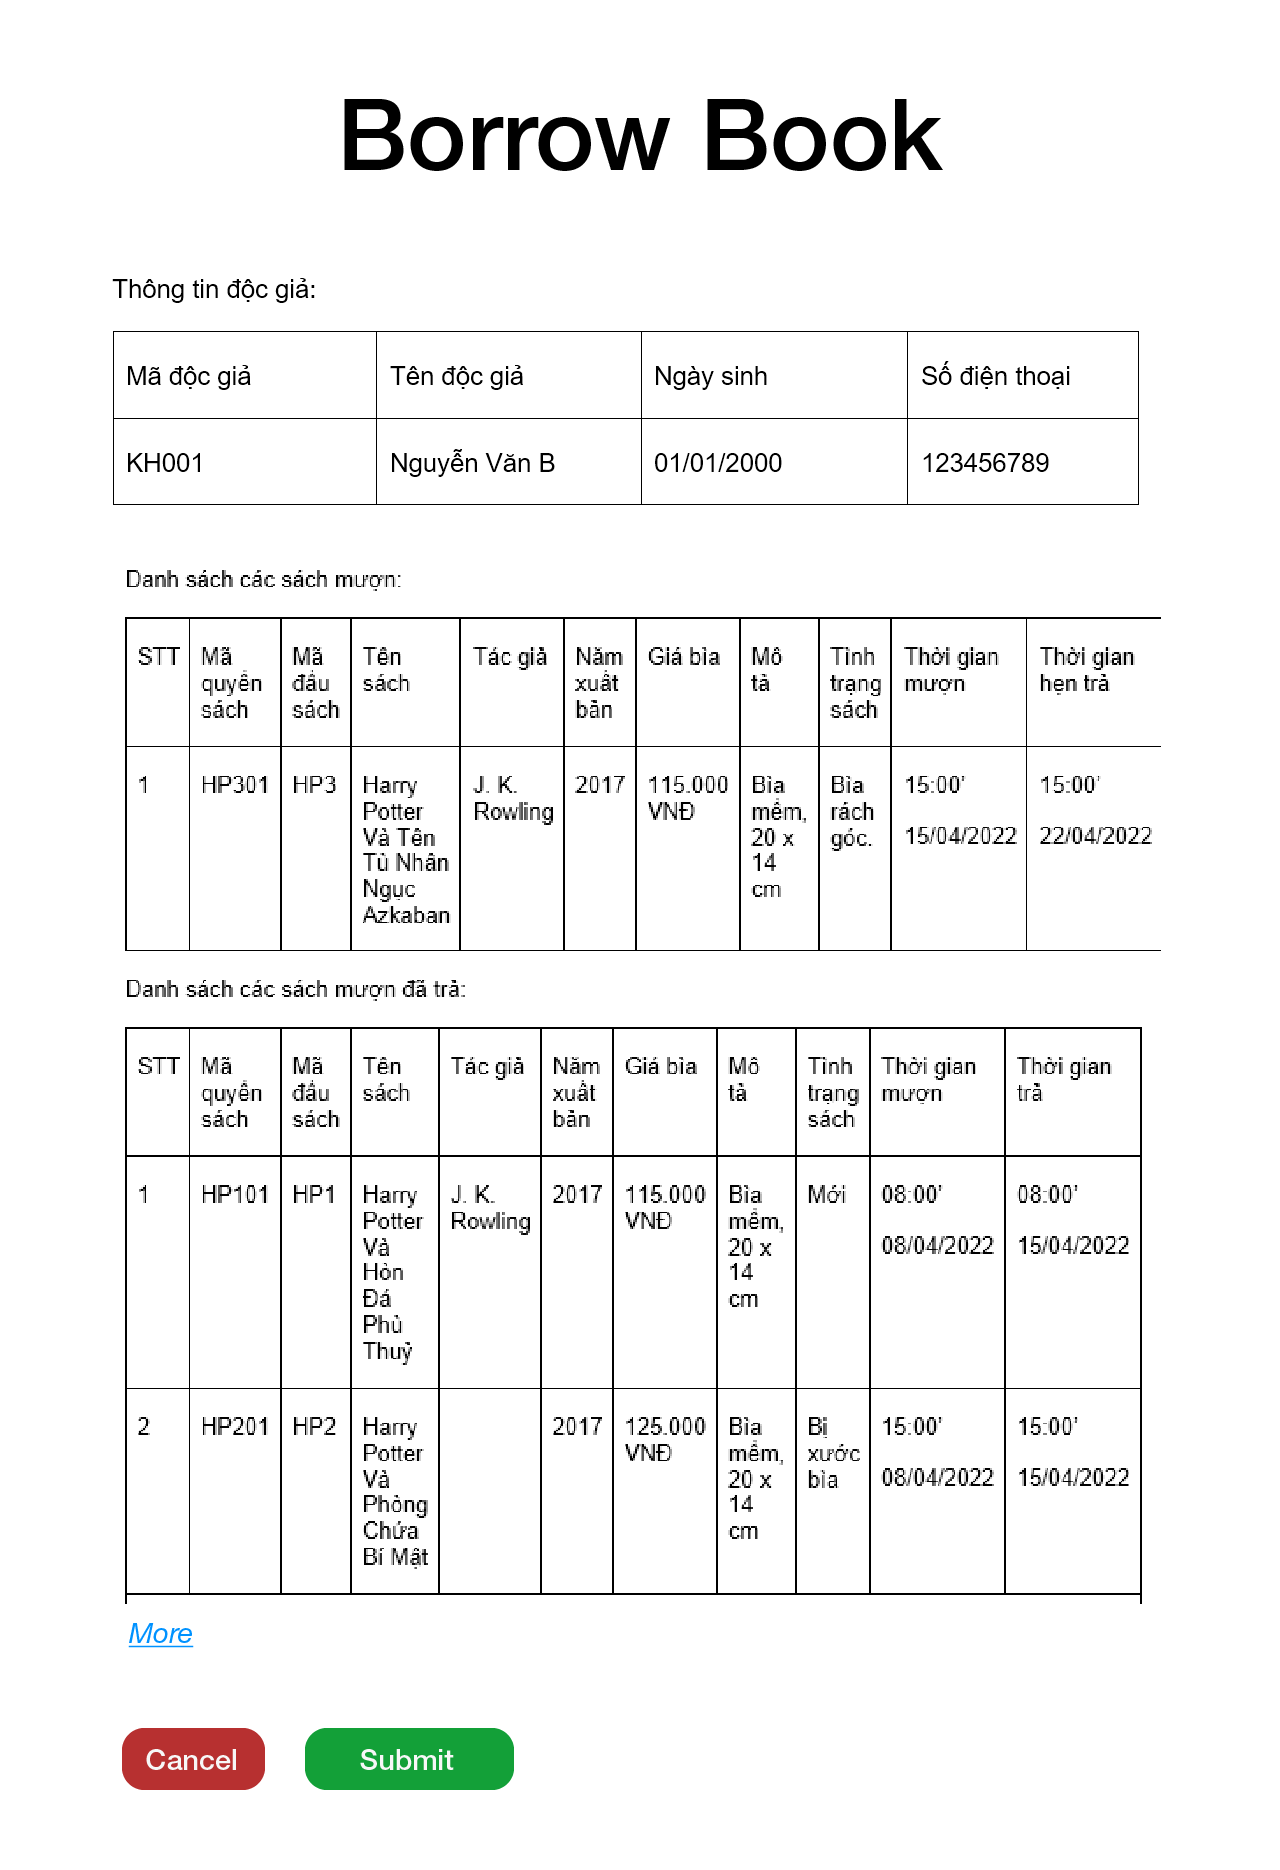 Borrow Book
Thông tin độc giả:
Mã độc giả Tên độc giả Ngày sinh Số điện thoại
KH001 Nguyễn Văn B 01/01/2000 123456789
Danh sách các sách mượn:
STT Mã quyển sách Mã đầu sách Tên sách Tác giả Năm xuất bản Giá bìa Mô tả Tình trạng sách Thời gian mượn Thời gian hẹn trả
1 HP301 HP3 Harry Potter Và Tên Tù Nhân Ngục Azkaban J. K. Rowling 2017 115.000 VNĐ Bìa mềm, 20 x 14 cm Bìa rách góc. 15:00’ 15/04/2022 15:00’ 22/04/2022
Danh sách các sách mượn đã trả:
STT Mã quyển sách Mã đầu sách Tên sách Tác giả Năm xuất bản Giá bìa Mô tả Tình trạng sách Thời gian mượn Thời gian trả
1 HP101 HP1 Harry Potter Và Hòn Đá Phù Thuỷ J. K. Rowling 2017 115.000 VNĐ Bìa mềm, 20 x 14 cm Mới 08:00’ 08/04/2022 08:00’ 15/04/2022
2 HP201 HP2 Harry Potter Và Phòng Chứa Bí Mật 2017 125.000 VNĐ Bìa mềm, 20 x 14 cm Bị xước bìa 15:00’ 08/04/2022 15:00’ 15/04/2022
More
Cancel Submit